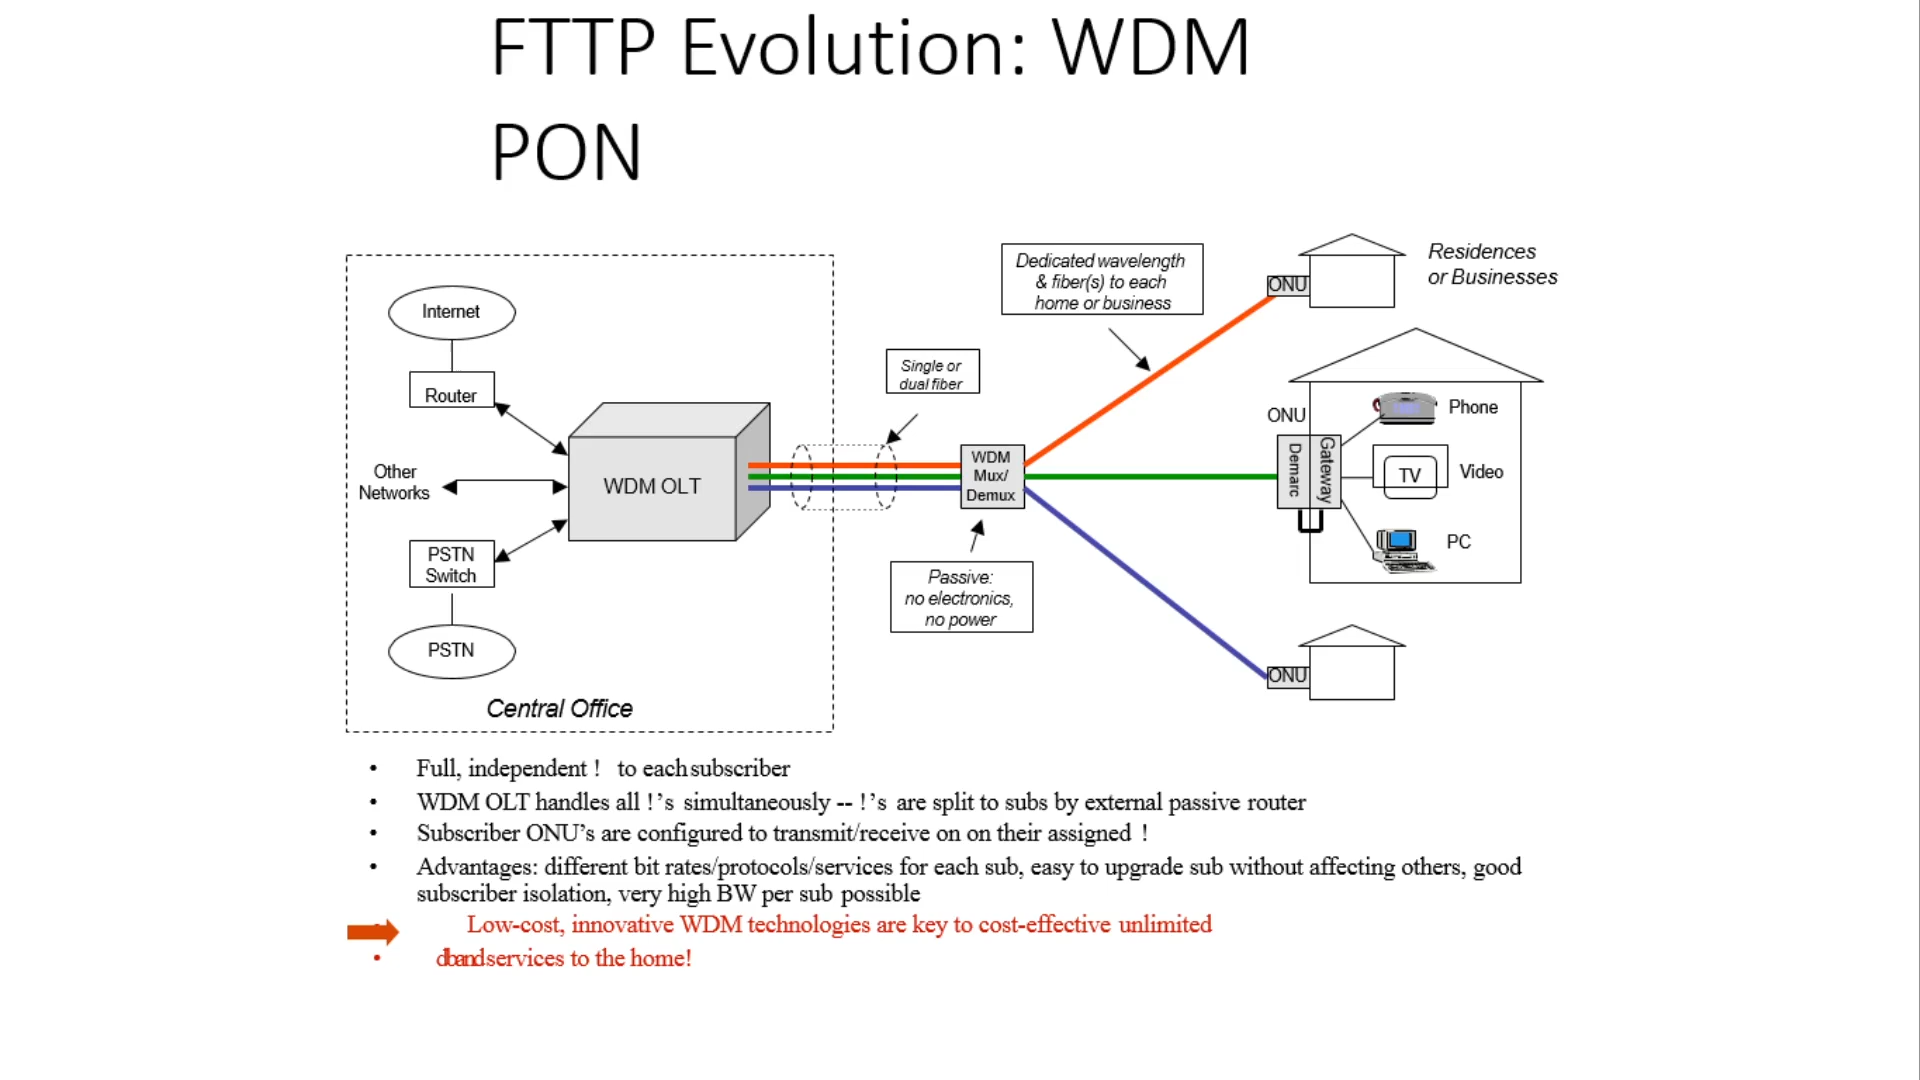 FTTP Evolution: WDM
PON
Internet
Router
Other
Networks
PSTN
Switch
PSTN
Central Office
WDM OLT
Single or
dual fiber
WDM
Mux/
Demux
Passive:
no electronics,
no power
Dedicated wavelength
& fiber(s) to each
home or business
ONU
Residences
or Businesses
ONU
Demarc
Gateway
Phone
TV
Video
PC
ONU
• Full, independent ! to each subscriber
• WDM OLT handles all !’s simultaneously -- !’s are split to subs by external passive router
• Subscriber ONU’s are configured to transmit/receive on on their assigned !
• Advantages: different bit rates/protocols/services for each sub, easy to upgrade sub without affecting others, good
subscriber isolation, very high BW per sub possible
Low-cost, innovative WDM technologies are key to cost-effective unlimited
• dband services to the home!